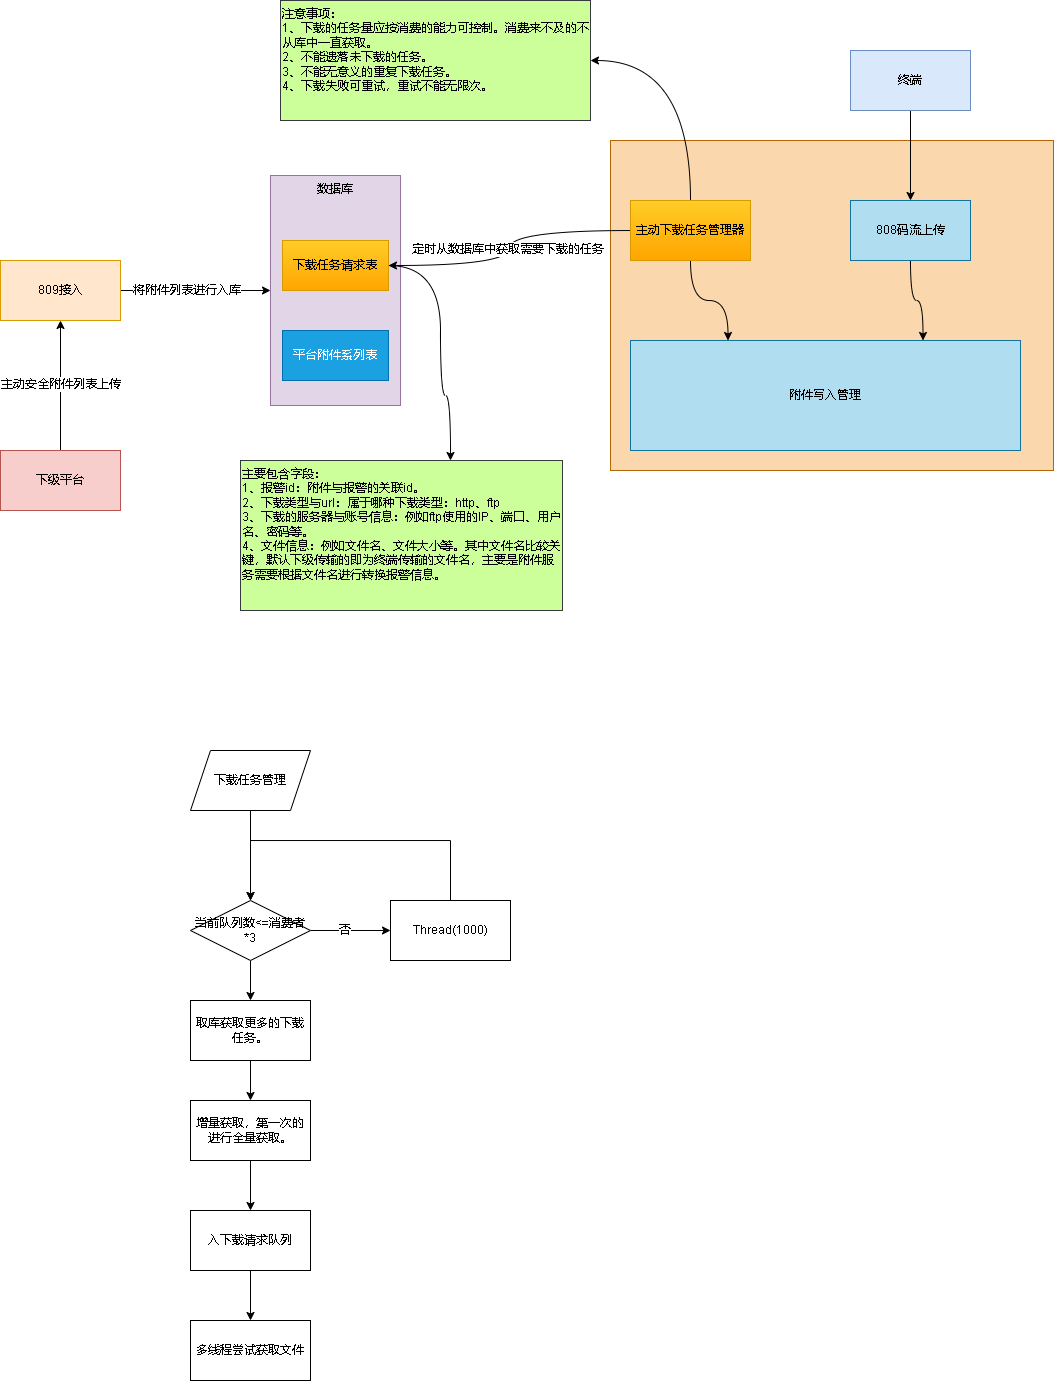 注意事项：
1、下载的任务量应按消费的能力可控制。消费来不及的不
从库中一直获取。
2、不能遗落未下载的任务。
3、不能无意义的重复下载任务。
4、下载失败可重试，重试不能无限次。
终端
数据库
主动下载任务管理器
808码流上传
定时从数据库中获取需要下载的任务
下载任务请求表
809接入
将附件列表进行入库
平台附件系列表
主动安全附件列表上传
附件写入管理
下级平台
主要包含字段：
1、报警id：附件与报警的关联id。
2、下载类型与url：属于哪种下载类型：http、ftp
3、下载的服务器与账号信息：例如ftp使用的IP、端口、用户
名、密码等。
4、文件信息：例如文件名、文件大小等。其中文件名比较关
键，默认下级传输的即为终端传输的文件名，主要是附件服
务需要根据文件名进行转换报警信息。
下载任务管理
当前队列数<=消费者
*3
否
Thread(1000)
取库获取更多的下载
任务。
增量获取，第一次的
进行全量获取。
入下载请求队列
多线程尝试获取文件